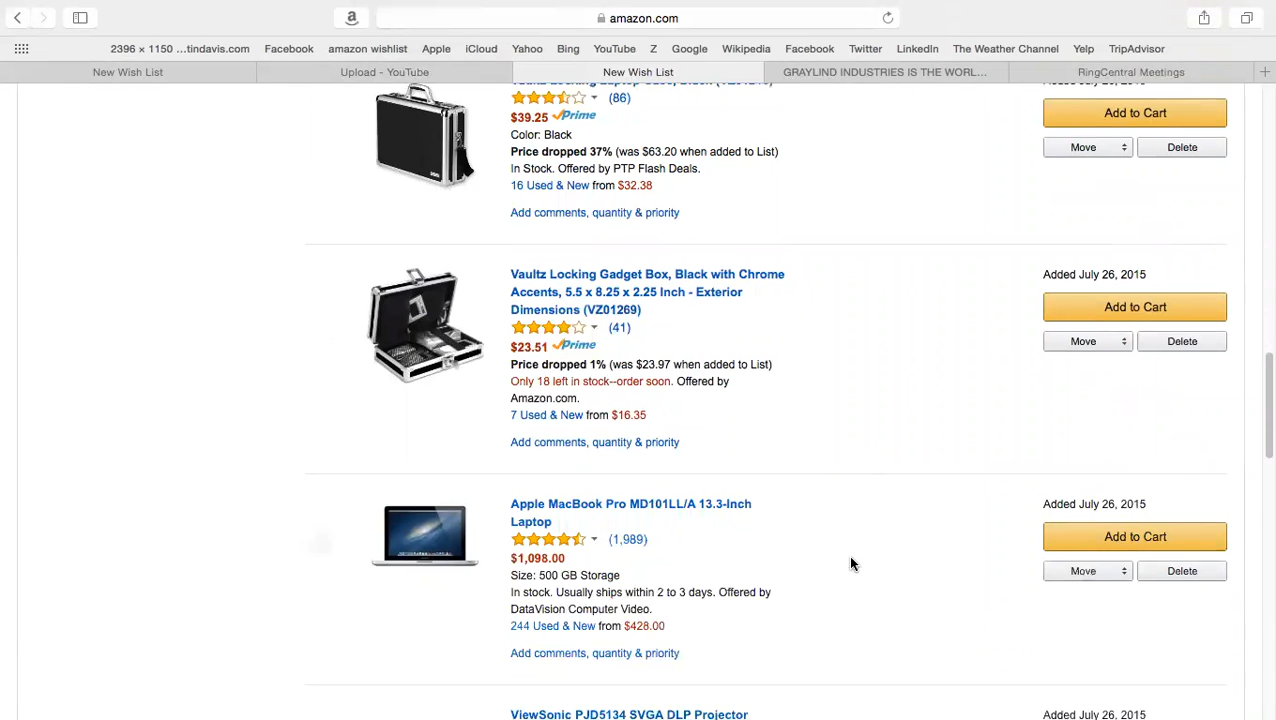 amazon.com
2396 × 1150 ...tindavis.com Facebook amazon wishlist Apple iCloud Yahoo Bing YouTube Z Google Wikipedia Facebook Twitter LinkedIn The Weather Channel Yelp TripAdvisor
New Wish List Upload - YouTube New Wish List GRAYLIND INDUSTRIES IS THE WORL... RingCentral Meetings
Vaultz Locking Laptop Case, Black
(86)
$39.25 Prime
Color: Black
Price dropped 37% (was $63.20 when added to List)
In Stock. Offered by PTP Flash Deals.
16 Used & New from $32.38
Add comments, quantity & priority
Added July 26, 2015
Add to Cart
Move Delete
Vaultz Locking Gadget Box, Black with Chrome
Accents, 5.5 x 8.25 x 2.25 Inch - Exterior
Dimensions (VZ01269)
(41)
$23.51 Prime
Price dropped 1% (was $23.97 when added to List)
Only 18 left in stock--order soon. Offered by
Amazon.com.
7 Used & New from $16.35
Add comments, quantity & priority
Added July 26, 2015
Add to Cart
Move Delete
Apple MacBook Pro MD101LL/A 13.3-Inch
Laptop
(1,989)
$1,098.00
Size: 500 GB Storage
In stock. Usually ships within 2 to 3 days. Offered by
DataVision Computer Video.
244 Used & New from $428.00
Add comments, quantity & priority
Added July 26, 2015
Add to Cart
Move Delete
ViewSonic PJD5134 SVGA DLP Projector
Added July 26, 2015